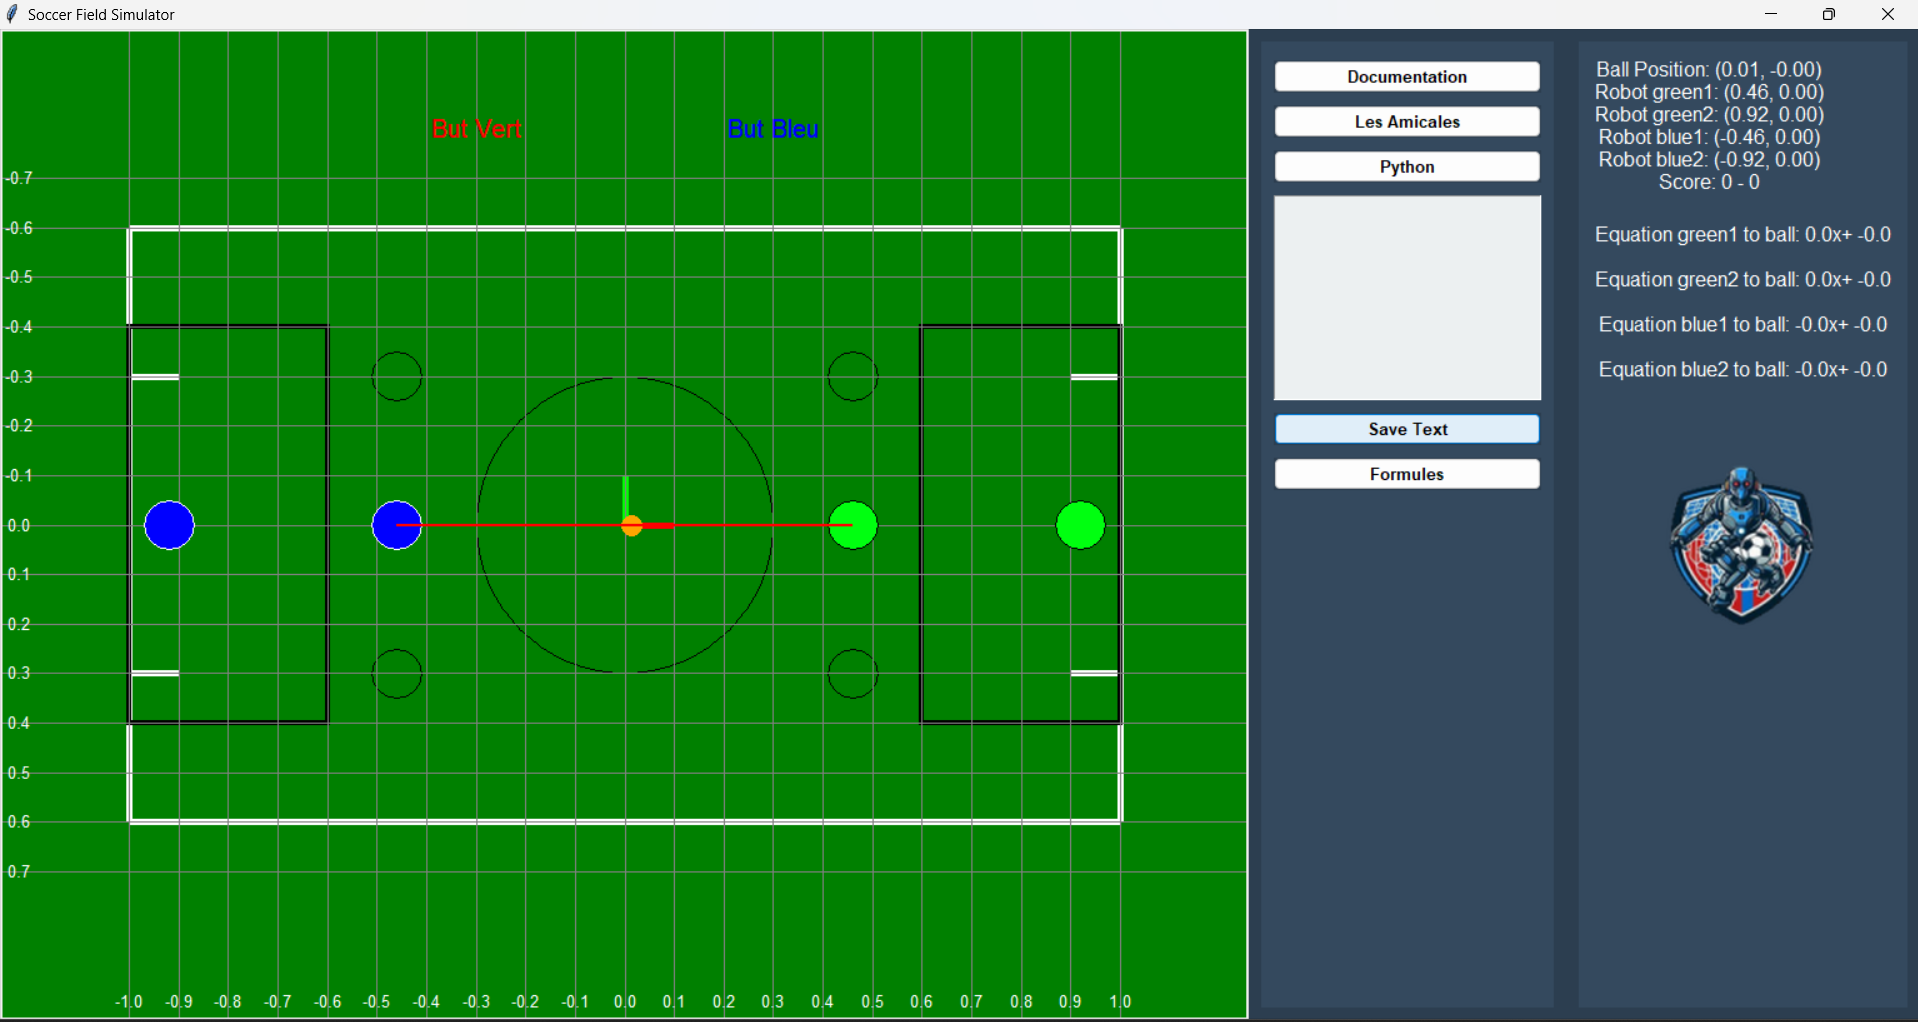 Soccer Field Simulator
But Vert
But Bleu
-0.7
-0.6
-0.5
-0.4
-0.3
-0.2
-0.1
0.0
0.1
0.2
0.3
0.4
0.5
0.6
0.7
-1.0 -0.9 -0.8 -0.7 -0.6 -0.5 -0.4 -0.3 -0.2 -0.1 0.0 0.1 0.2 0.3 0.4 0.5 0.6 0.7 0.8 0.9 1.0
Documentation
Les Amicales
Python
Save Text
Formules
Ball Position: (0.01, -0.00)
Robot green1: (0.46, 0.00)
Robot green2: (0.92, 0.00)
Robot blue1: (-0.46, 0.00)
Robot blue2: (-0.92, 0.00)
Score: 0 - 0
Equation green1 to ball: 0.0x+ -0.0
Equation green2 to ball: 0.0x+ -0.0
Equation blue1 to ball: -0.0x+ -0.0
Equation blue2 to ball: -0.0x+ -0.0